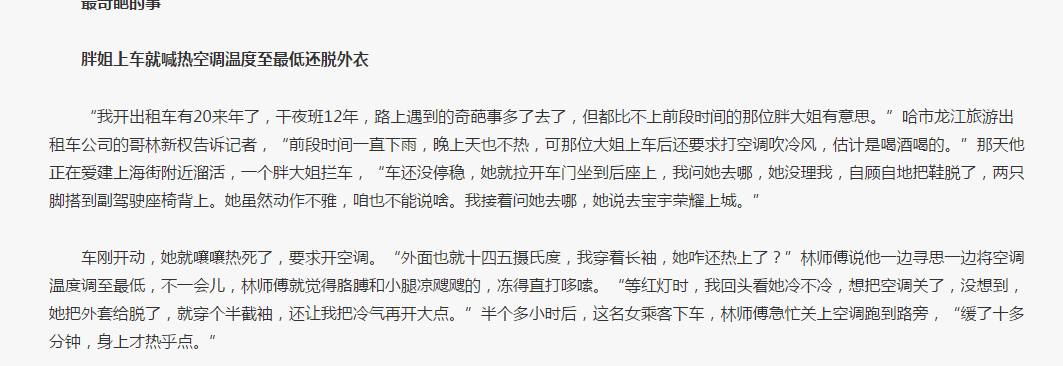 最奇葩的事
胖姐上车就喊热空调温度至最低还脱外衣
“我开出租车有20来年了，干夜班12年，路上遇到的奇葩事多了去了，但都比不上前段时间的那位胖大姐有意思。”哈市龙江旅游出
租车公司的哥林新权告诉记者，“前段时间一直下雨，晚上天也不热，可那位大姐上车后还要求打空调吹冷风，估计是喝酒喝的。”那天他
正在爱建上海街附近溜活，一个胖大姐拦车，“车还没停稳，她就拉开车门坐到后座上，我问她去哪，她没理我，自顾自地把鞋脱了，两只
脚搭到副驾驶座椅背上。她虽然动作不雅，咱也不能说啥。我接着问她去哪，她说去宝宇荣耀上城。”
车刚开动，她就嚷嚷热死了，要求开空调。“外面也就十四五摄氏度，我穿着长袖，她咋还热上了？”林师傅说他一边寻思一边将空调
温度调至最低，不一会儿，林师傅就觉得胳膊和小腿凉飕飕的，冻得直打哆嗦。“等红灯时，我回头看她冷不冷，想把空调关了，没想到，
她把外套给脱了，就穿个半截袖，还让我把冷气再开大点。”半个多小时后，这名女乘客下车，林师傅急忙关上空调跑到路旁，“缓了十多
分钟，身上才热乎点。”